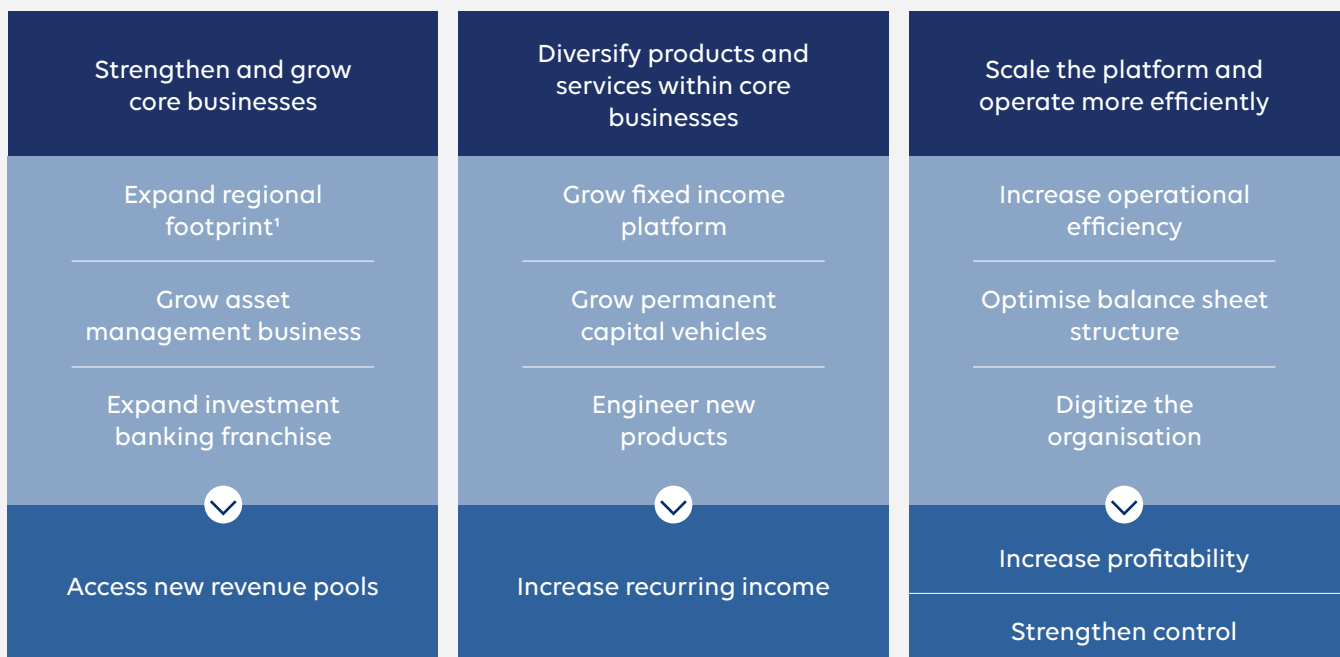 Strengthen and grow
core businesses
Expand regional
footprint¹
Grow asset
management business
Expand investment
banking franchise
Access new revenue pools
Diversify products and
services within core
businesses
Grow fixed income
platform
Grow permanent
capital vehicles
Engineer new
products
Increase recurring income
Scale the platform and
operate more efficiently
Increase operational
efficiency
Optimise balance sheet
structure
Digitize the
organisation
Increase profitability
Strengthen control